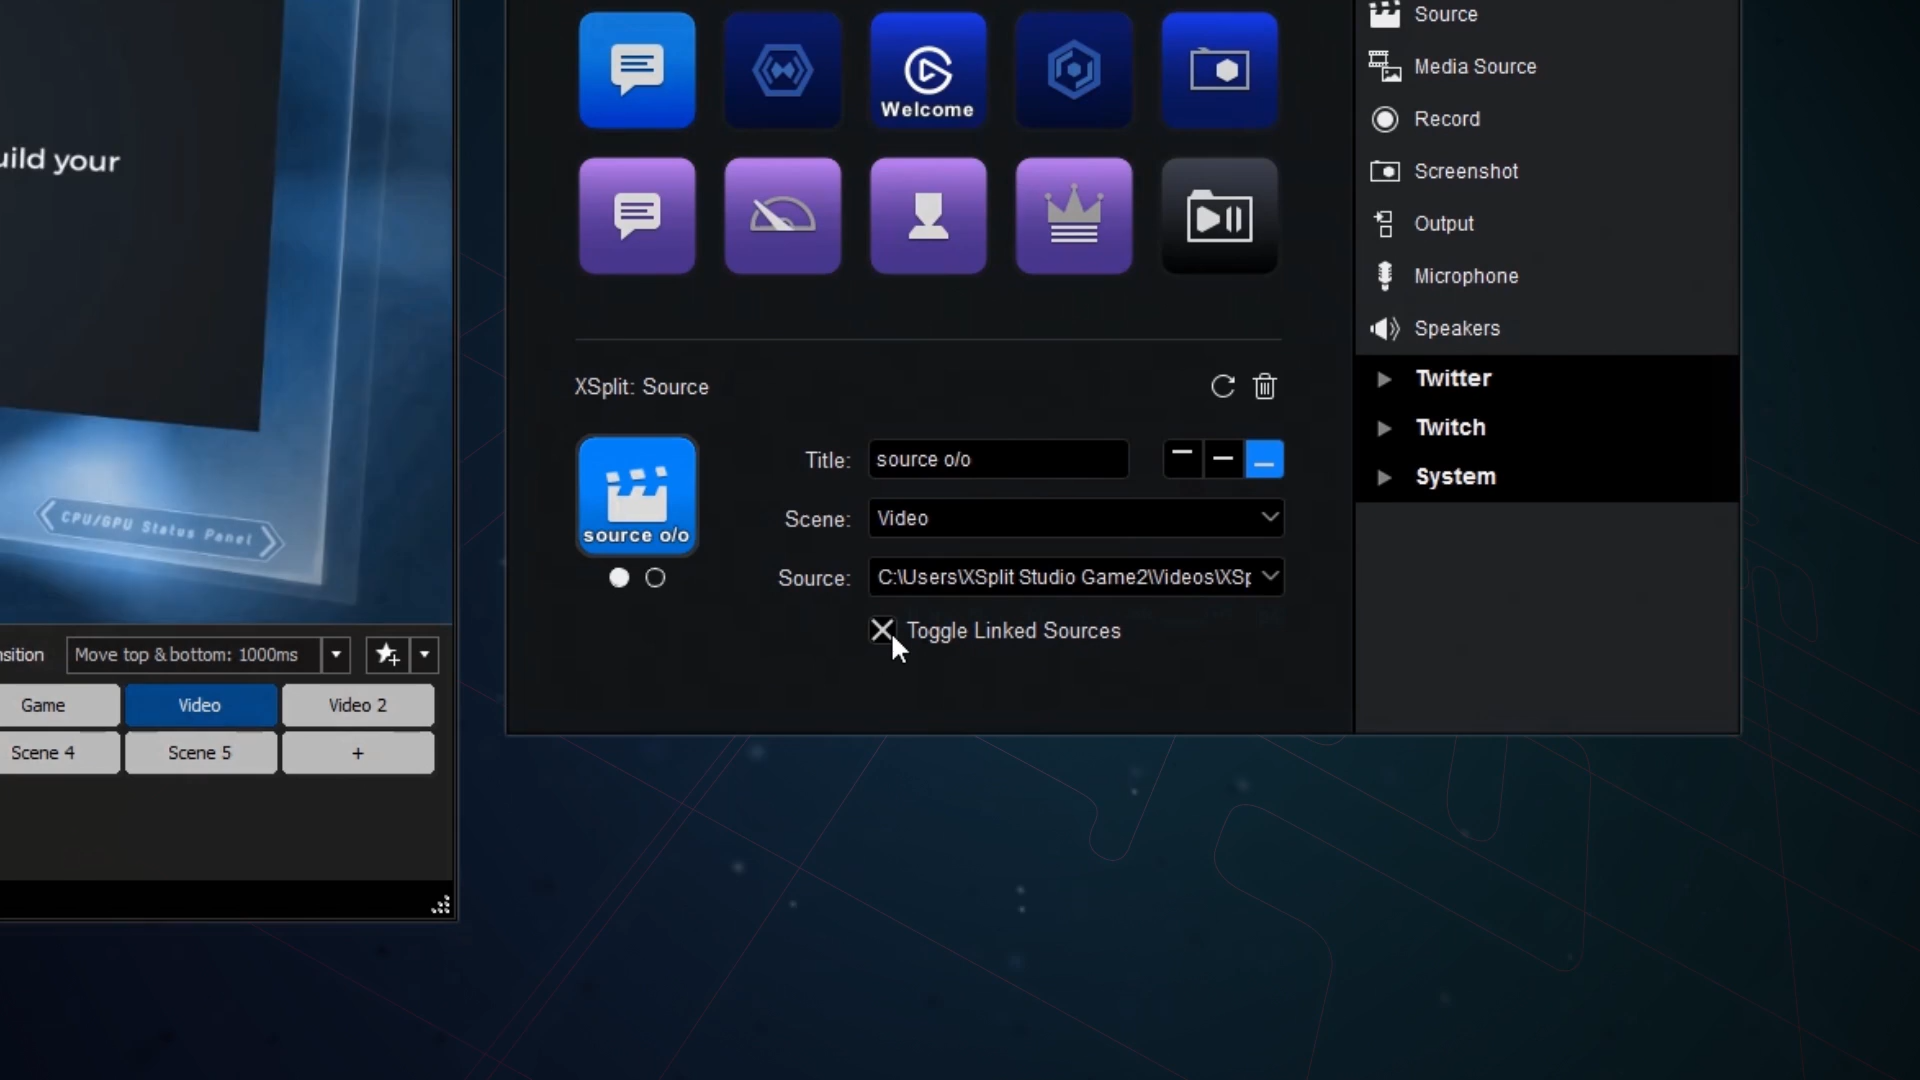 uild your
CPU/GPU Status Panel
sition
Move top & bottom: 1000ms
Game
Video
Video 2
Scene 4
Scene 5
+
Welcome
XSplit: Source
source o/o
Title:
source o/o
Scene:
Video
Source:
C:\Users\XSplit Studio Game2\Videos\XSp
Toggle Linked Sources
Source
Media Source
Record
Screenshot
Output
Microphone
Speakers
Twitter
Twitch
System